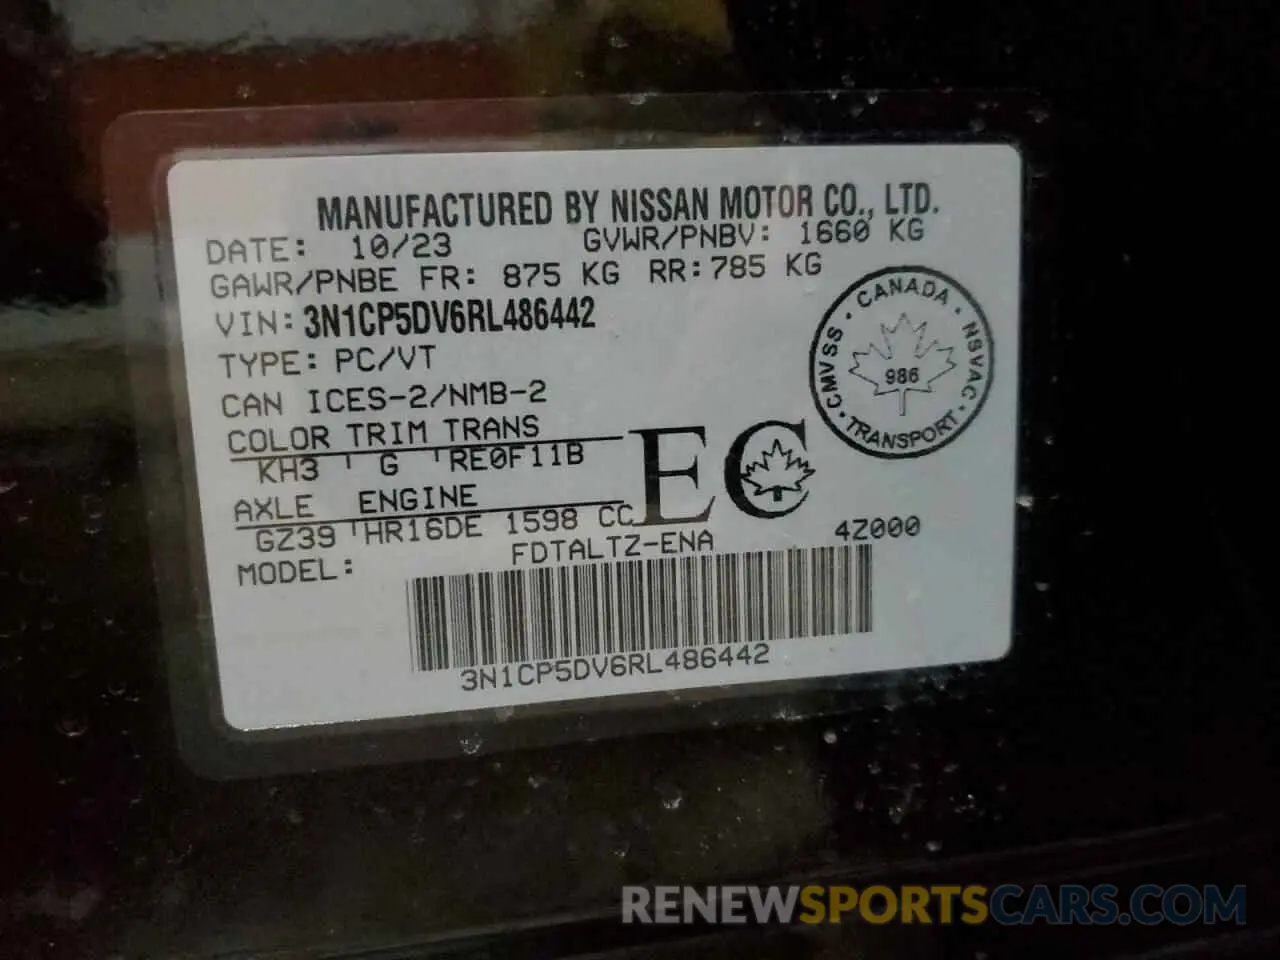 MANUFACTURED BY NISSAN MOTOR CO., LTD.
DATE: 10/23 GVWR/PNBV: 1660 KG
GAWR/PNBE FR: 875 KG RR: 785 KG
VIN: 3N1CP5DV6RL486442
TYPE: PC/VT
CAN ICES-2/NMB-2
COLOR TRIM TRANS
KH3 G RE0F11B
AXLE ENGINE
GZ39 HR16DE 1598 CC
MODEL: FDTALTZ-ENA 4Z000
3N1CP5DV6RL486442
EC
CANADA · NSVAC · TRANSPORT · CMVSS ·
986
RENEWSPORTSCARS.COM